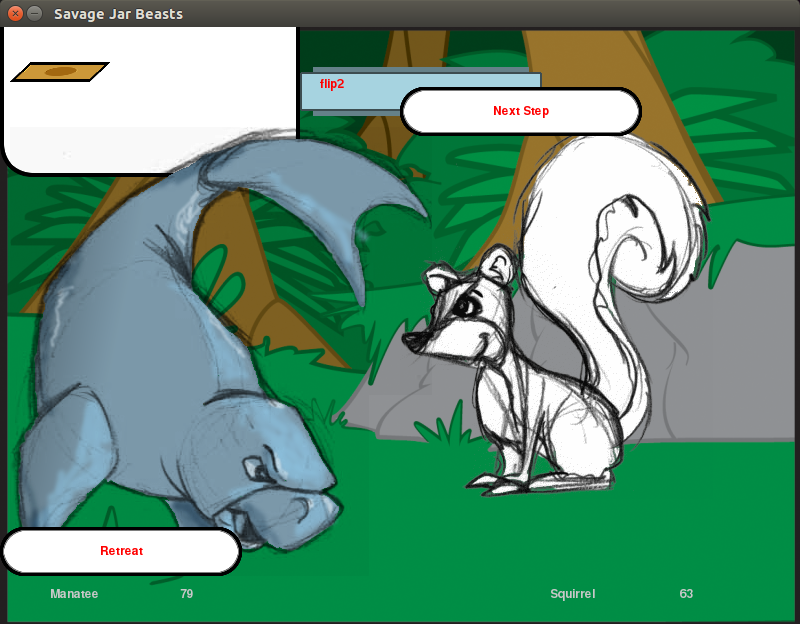 Savage Jar Beasts
flip2
Next Step
Retreat
Manatee 79 Squirrel 63